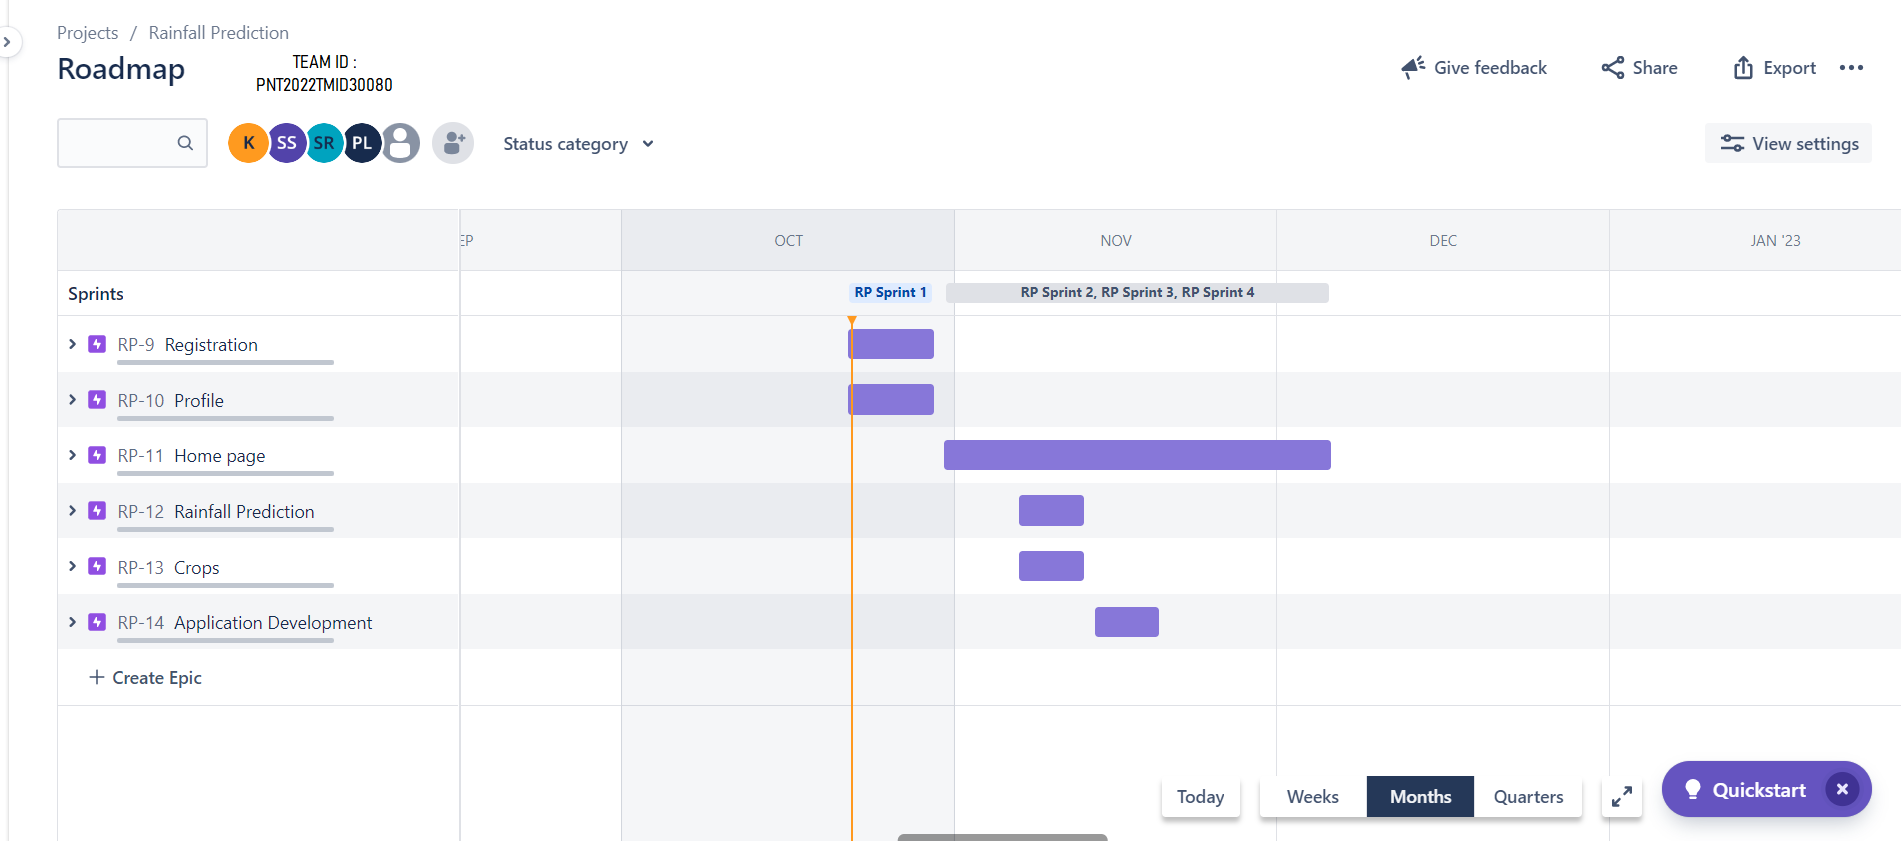 Projects / Rainfall Prediction
Roadmap
TEAM ID :
PNT2022TMID30080
Give feedback
Share
Export
K SS SR PL
Status category
View settings
EP
OCT
NOV
DEC
JAN '23
Sprints
RP Sprint 1
RP Sprint 2, RP Sprint 3, RP Sprint 4
RP-9 Registration
RP-10 Profile
RP-11 Home page
RP-12 Rainfall Prediction
RP-13 Crops
RP-14 Application Development
+ Create Epic
Today
Weeks
Months
Quarters
Quickstart